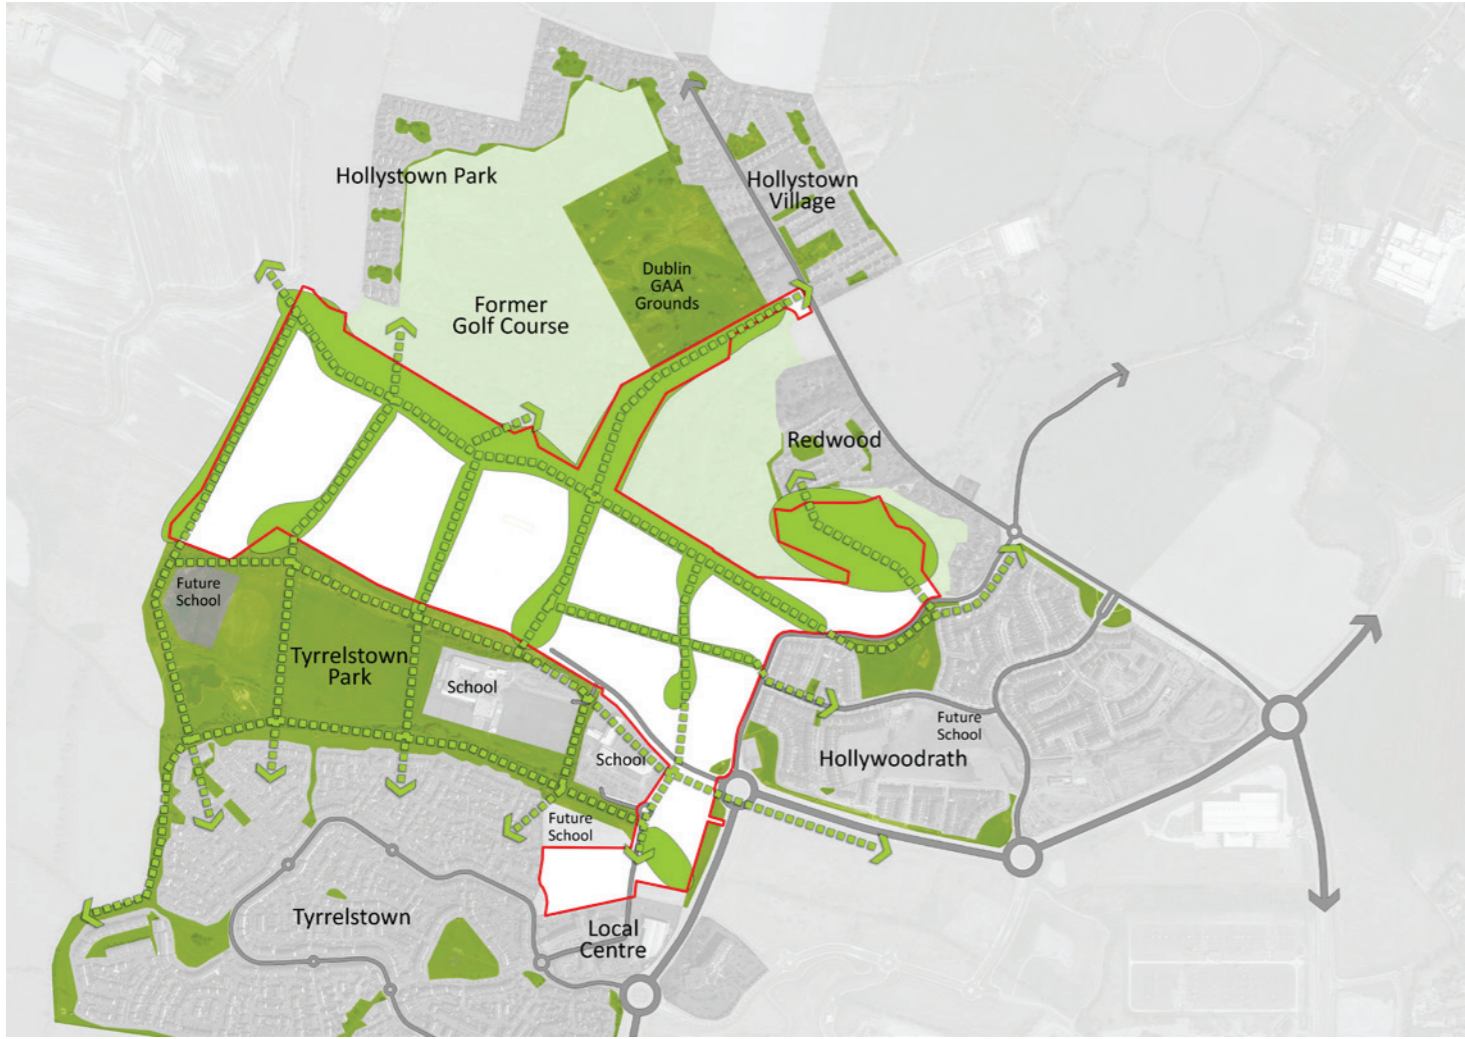 Hollystown Park
Hollystown
Village
Dublin
GAA
Grounds
Former
Golf Course
Redwood
Future
School
Tyrrelstown
Park
School
Future
School
School
Hollywoodrath
Future
School
Tyrrelstown
Local
Centre